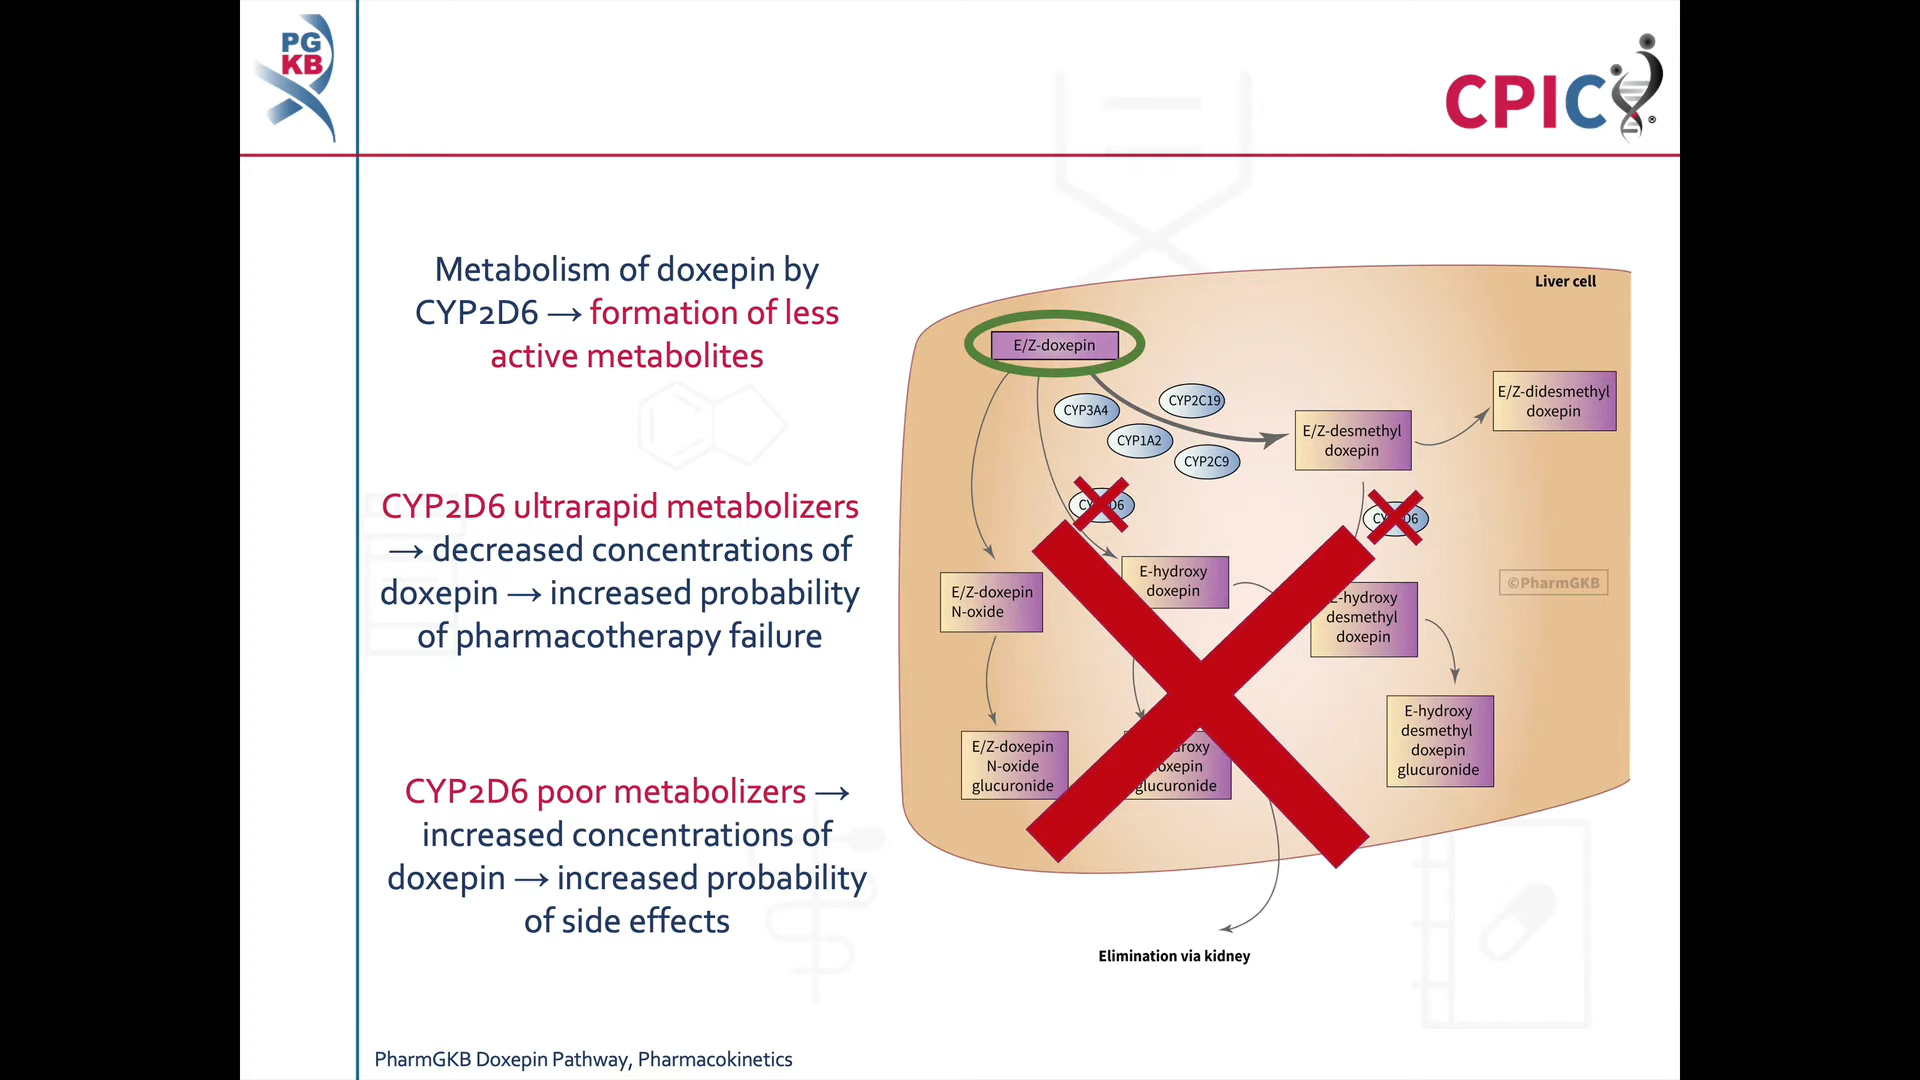 PG
KB
CPIC
®
Metabolism of doxepin by
CYP2D6 → formation of less
active metabolites
CYP2D6 ultrarapid metabolizers
→ decreased concentrations of
doxepin → increased probability
of pharmacotherapy failure
CYP2D6 poor metabolizers →
increased concentrations of
doxepin → increased probability
of side effects
Liver cell
E/Z-doxepin
CYP3A4
CYP2C19
CYP1A2
CYP2C9
E/Z-desmethyl
doxepin
E/Z-didesmethyl
doxepin
E/Z-doxepin
N-oxide
E-hydroxy
doxepin
desmethyl
doxepin
©PharmGKB
E/Z-doxepin
N-oxide
glucuronide
glucuronide
E-hydroxy
desmethyl
doxepin
glucuronide
Elimination via kidney
PharmGKB Doxepin Pathway, Pharmacokinetics